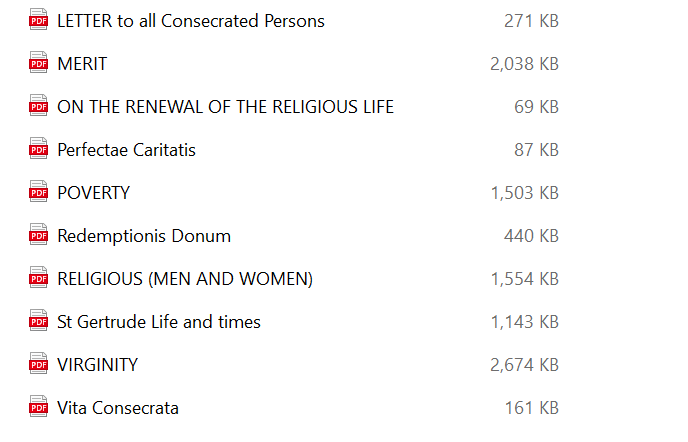 PDF LETTER to all Consecrated Persons 271 KB
PDF MERIT 2,038 KB
PDF ON THE RENEWAL OF THE RELIGIOUS LIFE 69 KB
PDF Perfectae Caritatis 87 KB
PDF POVERTY 1,503 KB
PDF Redemptionis Donum 440 KB
PDF RELIGIOUS (MEN AND WOMEN) 1,554 KB
PDF St Gertrude Life and times 1,143 KB
PDF VIRGINITY 2,674 KB
PDF Vita Consecrata 161 KB